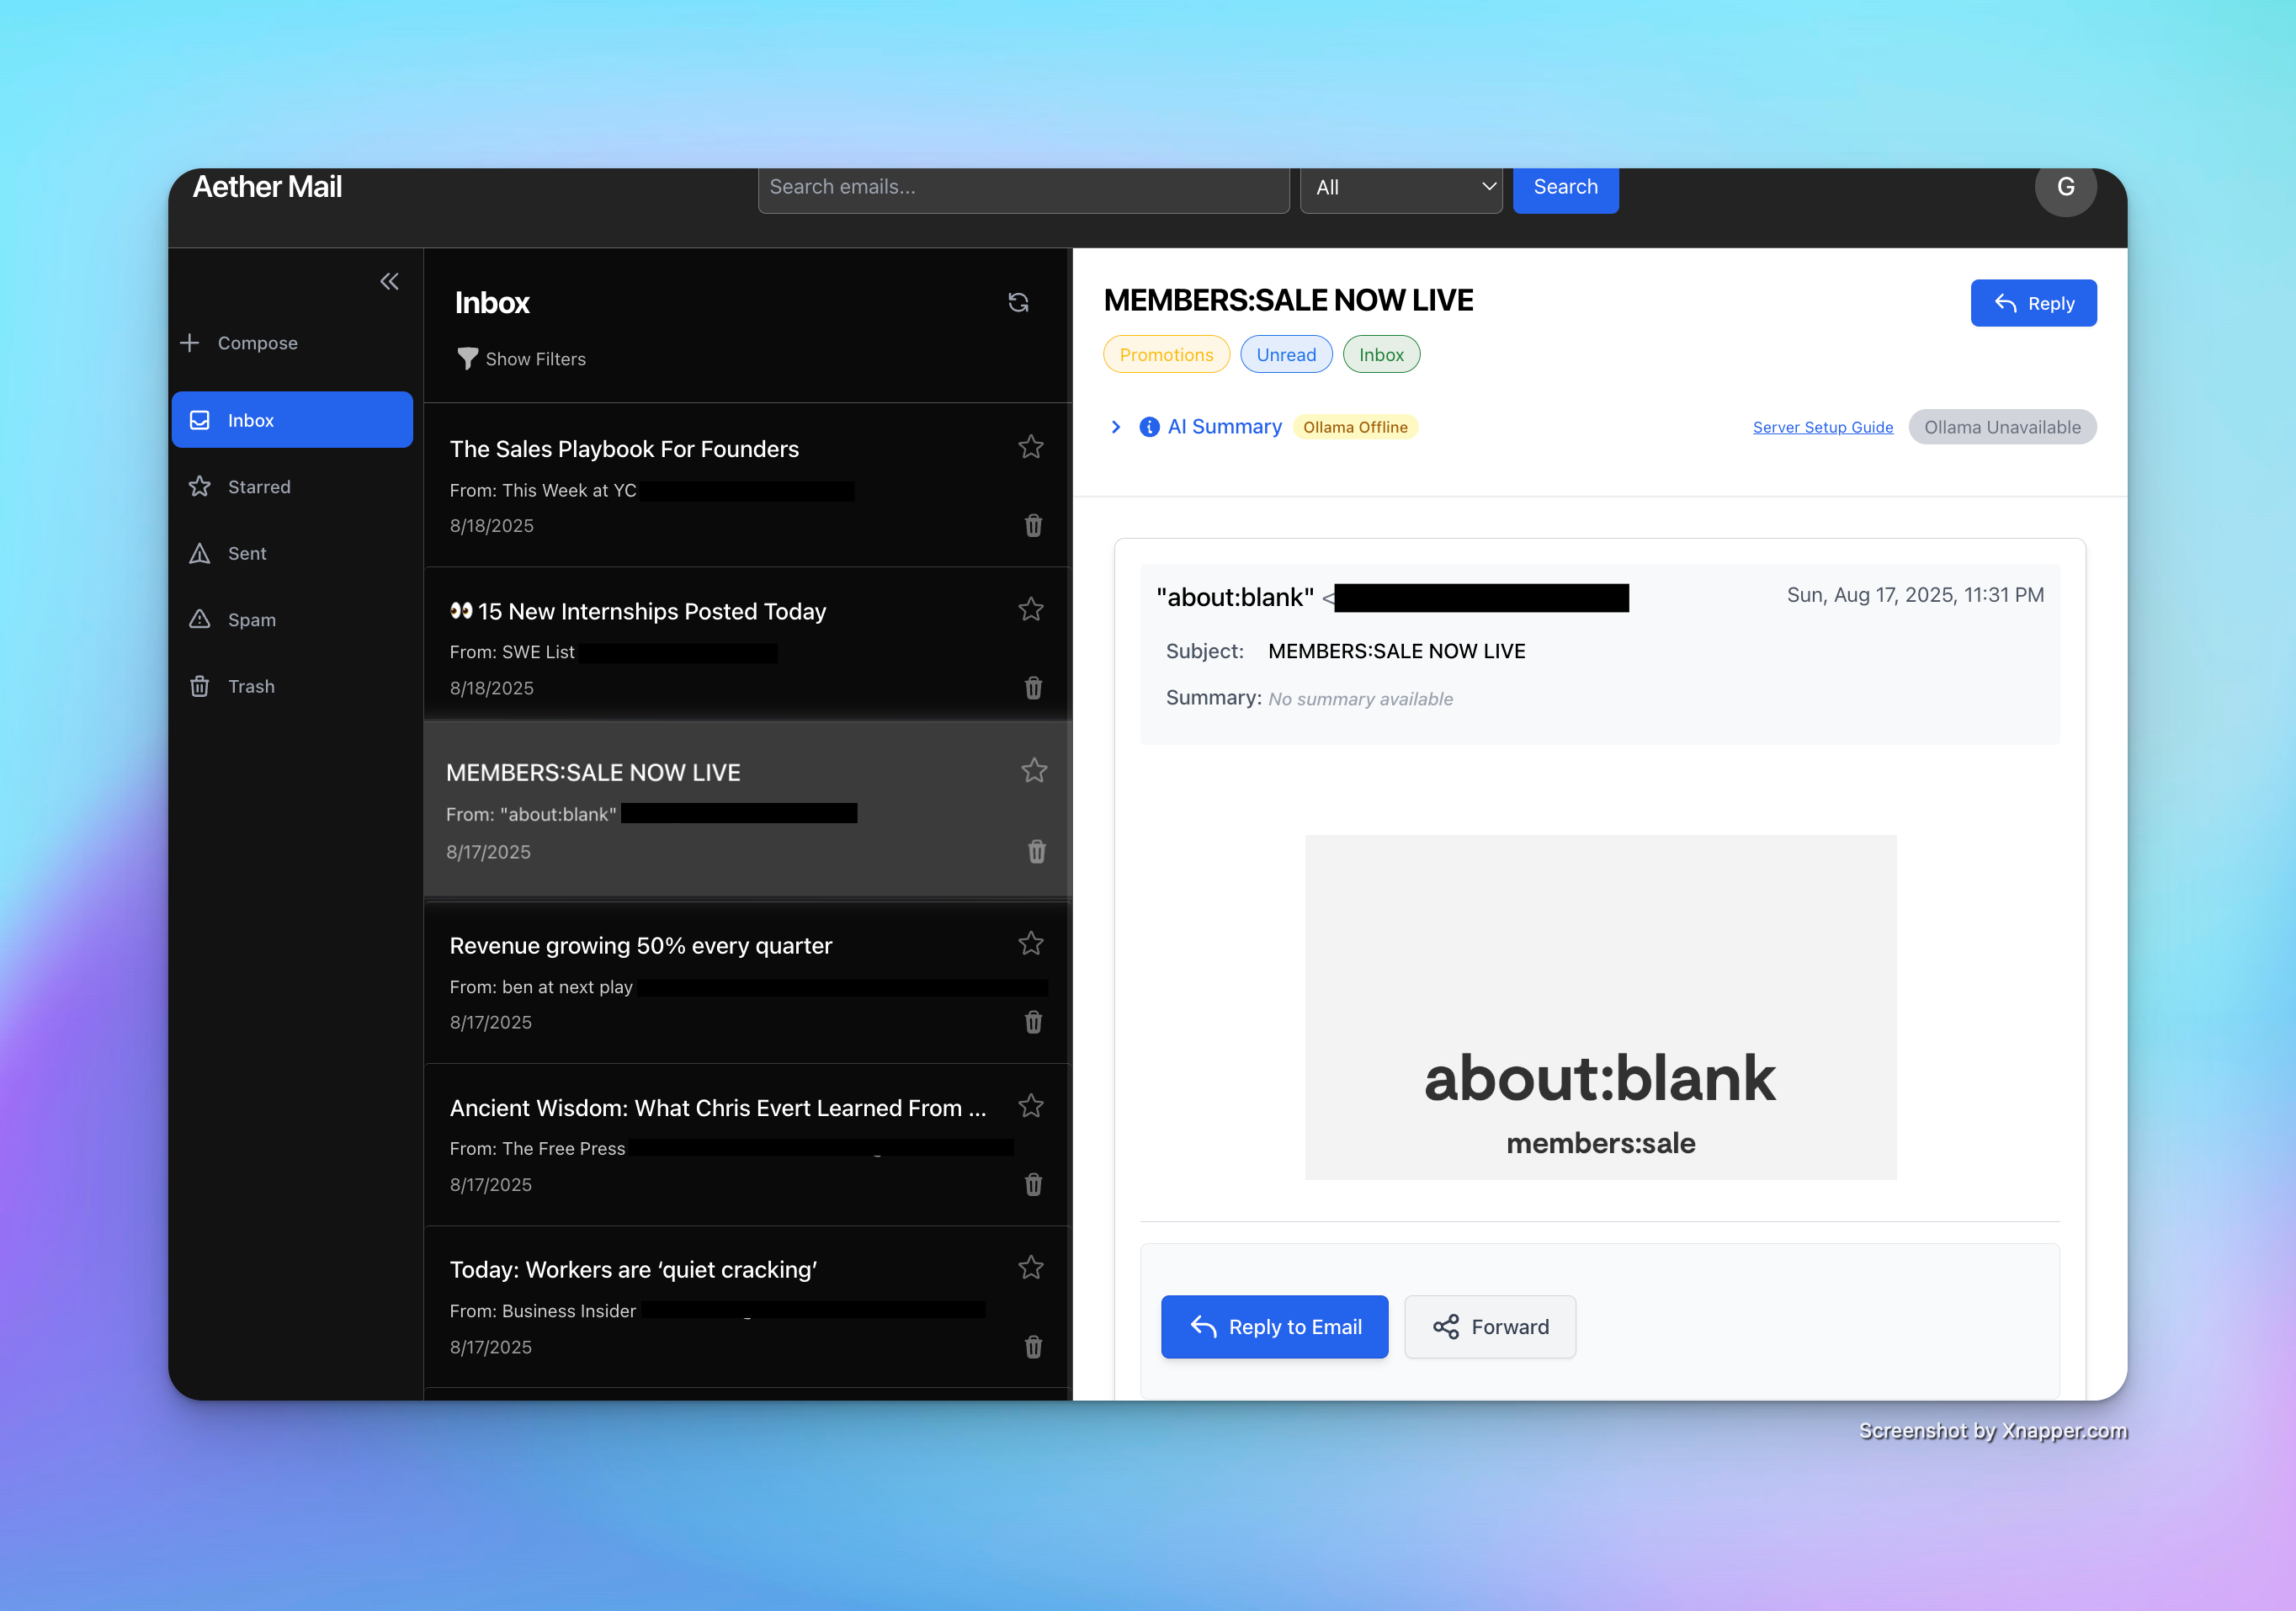 Aether Mail
Search emails...
All
Search
G
Compose
Inbox
Starred
Sent
Spam
Trash
Inbox
Show Filters
The Sales Playbook For Founders
From: This Week at YC
8/18/2025
👀 15 New Internships Posted Today
From: SWE List
8/18/2025
MEMBERS:SALE NOW LIVE
From: "about:blank"
8/17/2025
Revenue growing 50% every quarter
From: ben at next play
8/17/2025
Ancient Wisdom: What Chris Evert Learned From ...
From: The Free Press
8/17/2025
Today: Workers are ‘quiet cracking’
From: Business Insider
8/17/2025
MEMBERS:SALE NOW LIVE
Reply
Promotions
Unread
Inbox
AI Summary
Ollama Offline
Server Setup Guide
Ollama Unavailable
"about:blank" <
Sun, Aug 17, 2025, 11:31 PM
Subject: MEMBERS:SALE NOW LIVE
Summary: No summary available
about:blank
members:sale
Reply to Email
Forward
Screenshot by Xnapper.com